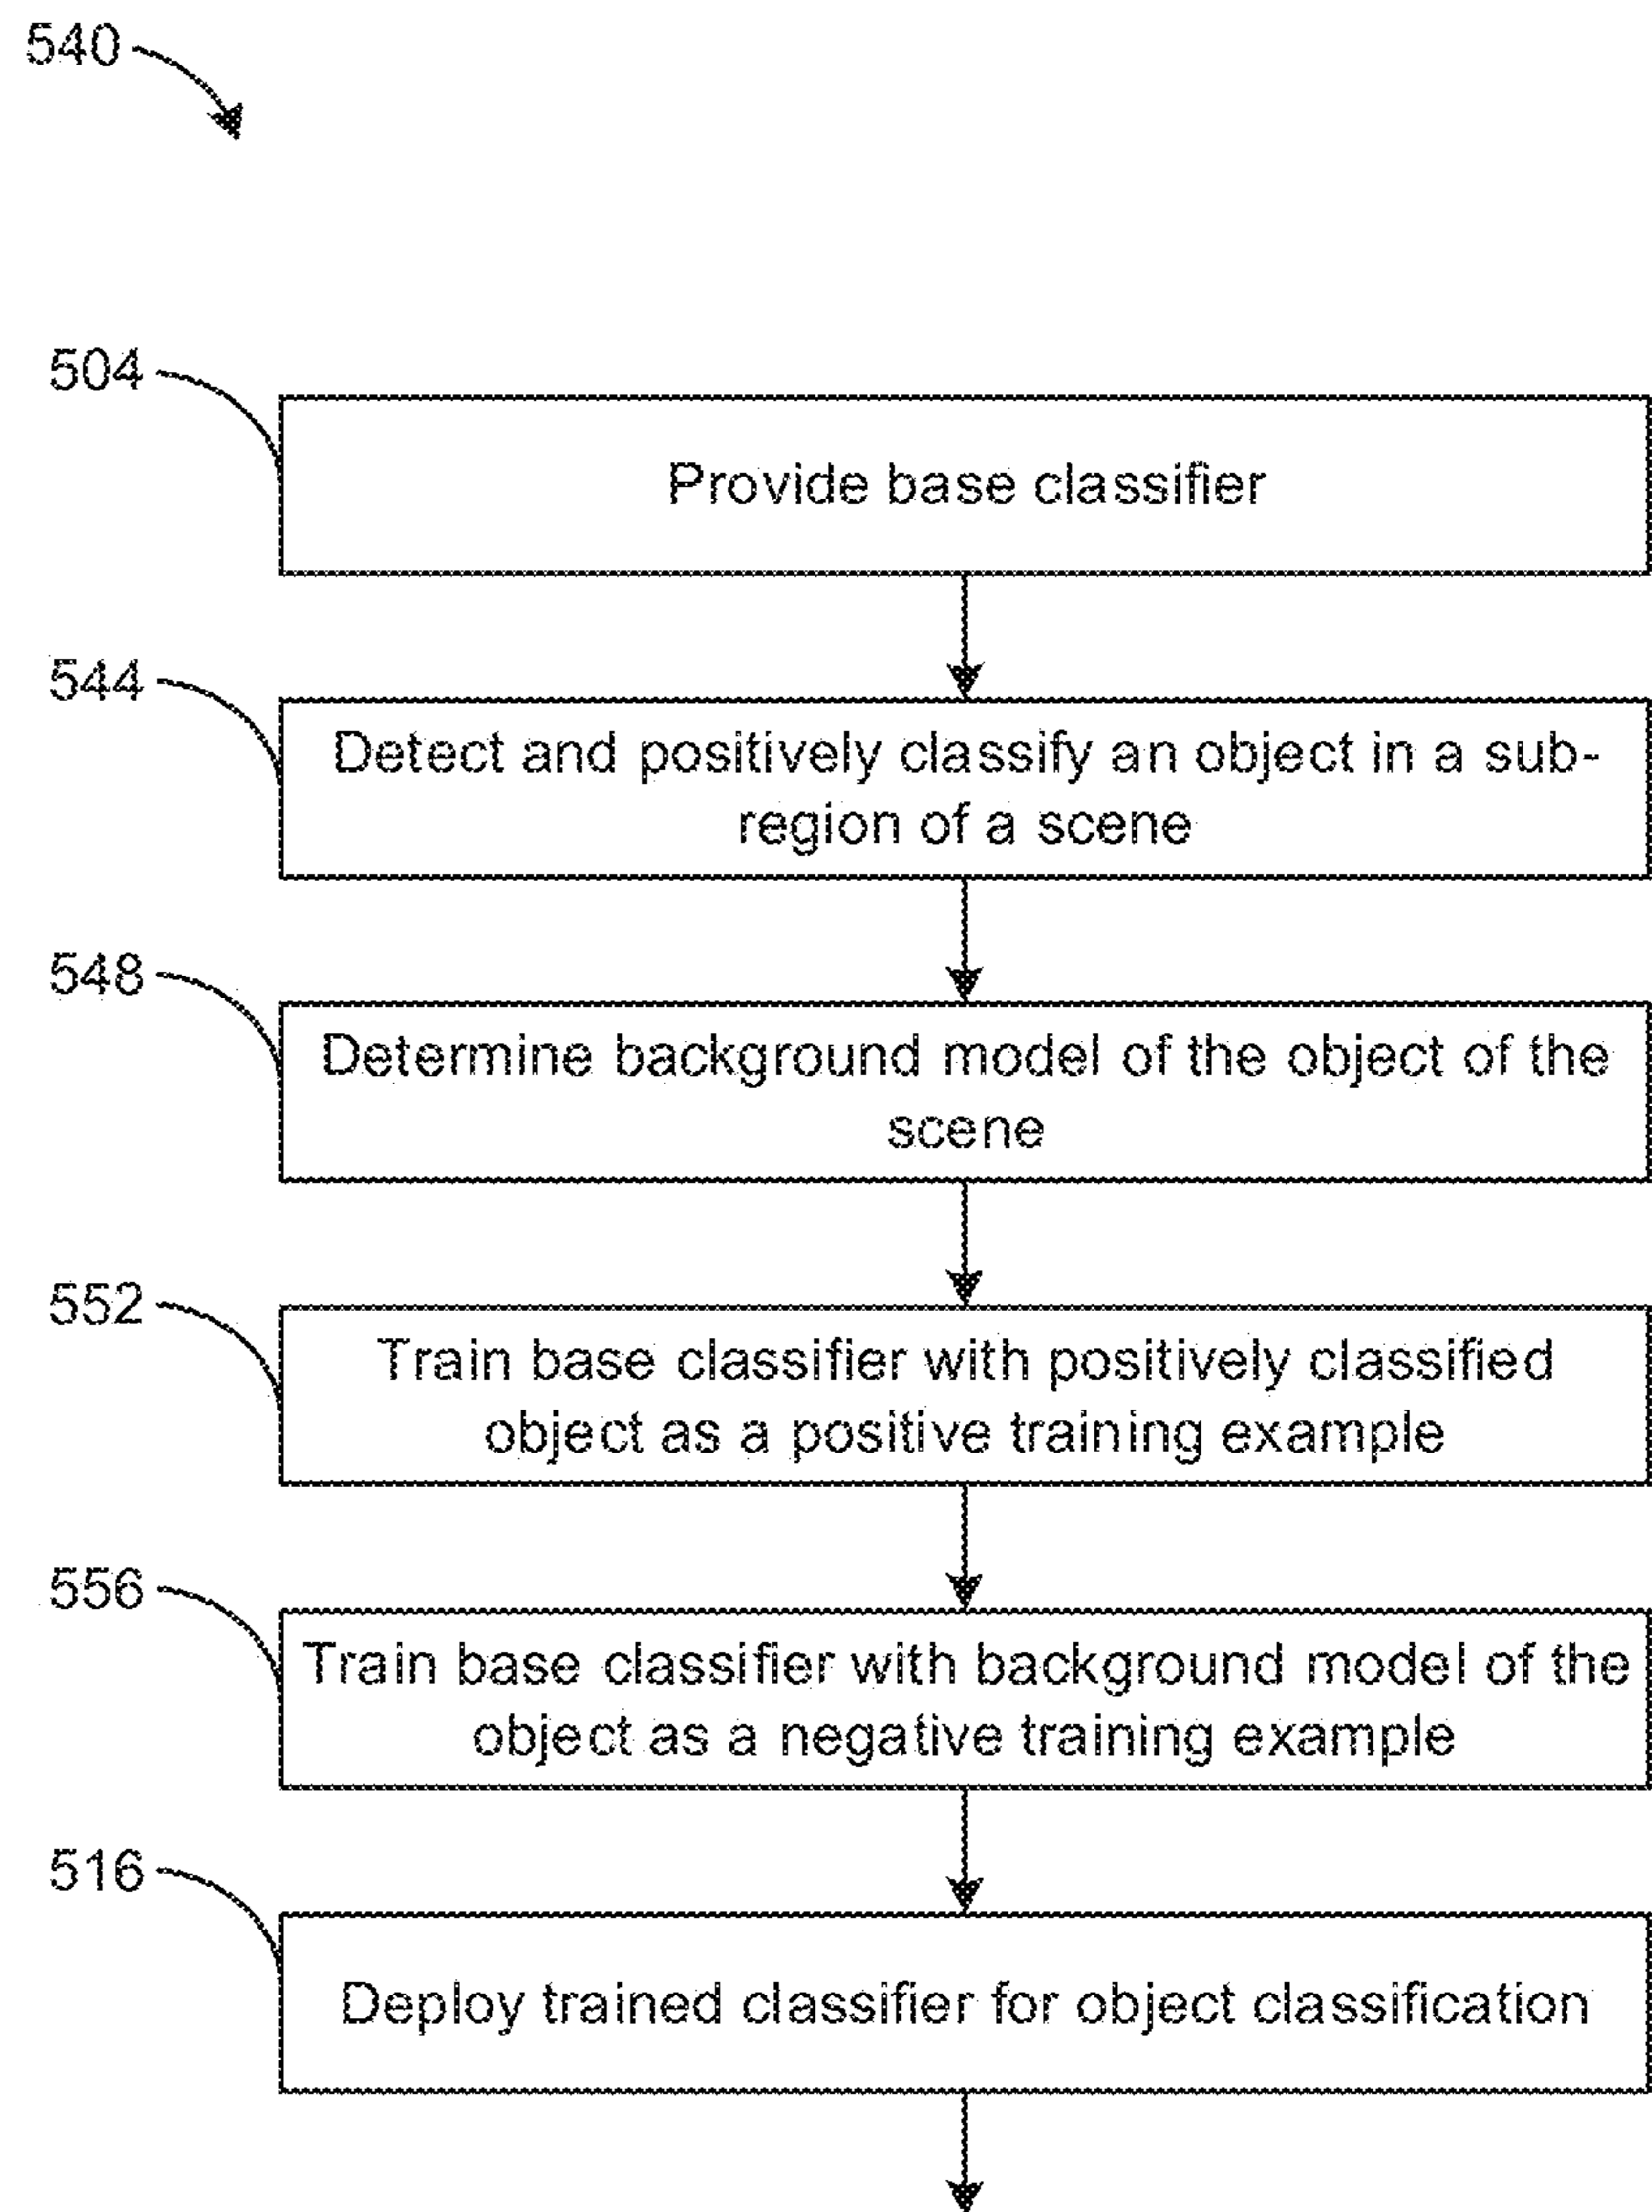 540
504
Provide base classifier
544
Detect and positively classify an object in a sub-
region of a scene
548
Determine background model of the object of the
scene
552
Train base classifier with positively classified
object as a positive training example
556
Train base classifier with background model of the
object as a negative training example
516
Deploy trained classifier for object classification